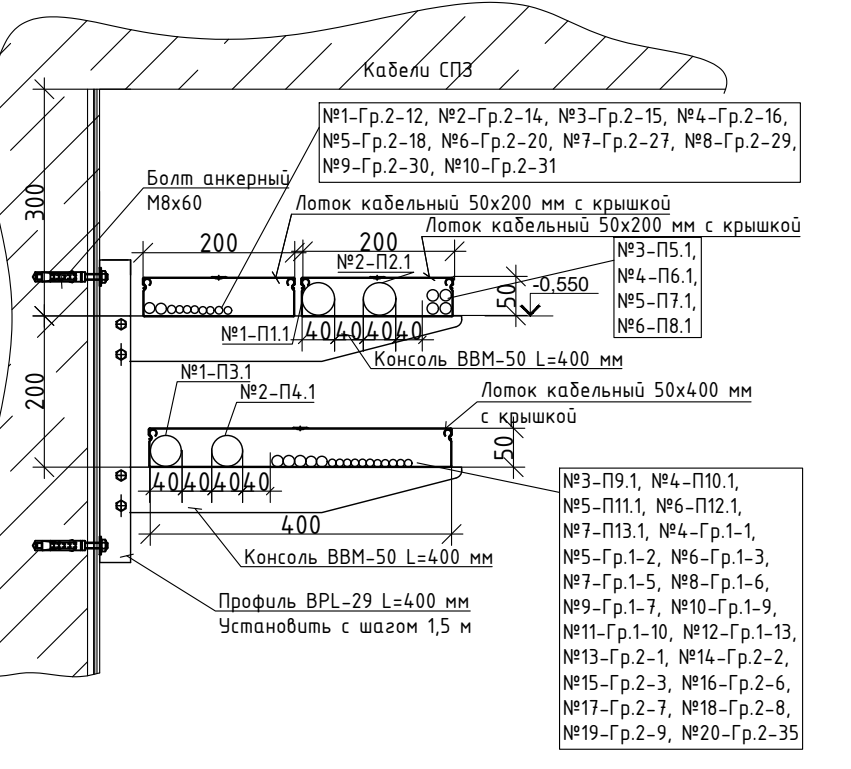 Кабели СПЗ
№1-Гр.2-12, №2-Гр.2-14, №3-Гр.2-15, №4-Гр.2-16,
№5-Гр.2-18, №6-Гр.2-20, №7-Гр.2-27, №8-Гр.2-29,
№9-Гр.2-30, №10-Гр.2-31
Болт анкерный
М8х60
Лоток кабельный 50х200 мм с крышкой
Лоток кабельный 50х200 мм с крышкой
300
200
200
№2-П2.1
№3-П5.1,
№4-П6.1,
№5-П7.1,
№6-П8.1
50
-0,550
№1-П1.1
40 40 40 40
Консоль BBM-50 L=400 мм
200
№1-П3.1
№2-П4.1
Лоток кабельный 50х400 мм
с крышкой
50
40 40 40 40
400
Консоль BBM-50 L=400 мм
Профиль BPL-29 L=400 мм
Установить с шагом 1,5 м
№3-П9.1, №4-П10.1,
№5-П11.1, №6-П12.1,
№7-П13.1, №4-Гр.1-1,
№5-Гр.1-2, №6-Гр.1-3,
№7-Гр.1-5, №8-Гр.1-6,
№9-Гр.1-7, №10-Гр.1-9,
№11-Гр.1-10, №12-Гр.1-13,
№13-Гр.2-1, №14-Гр.2-2,
№15-Гр.2-3, №16-Гр.2-6,
№17-Гр.2-7, №18-Гр.2-8,
№19-Гр.2-9, №20-Гр.2-35